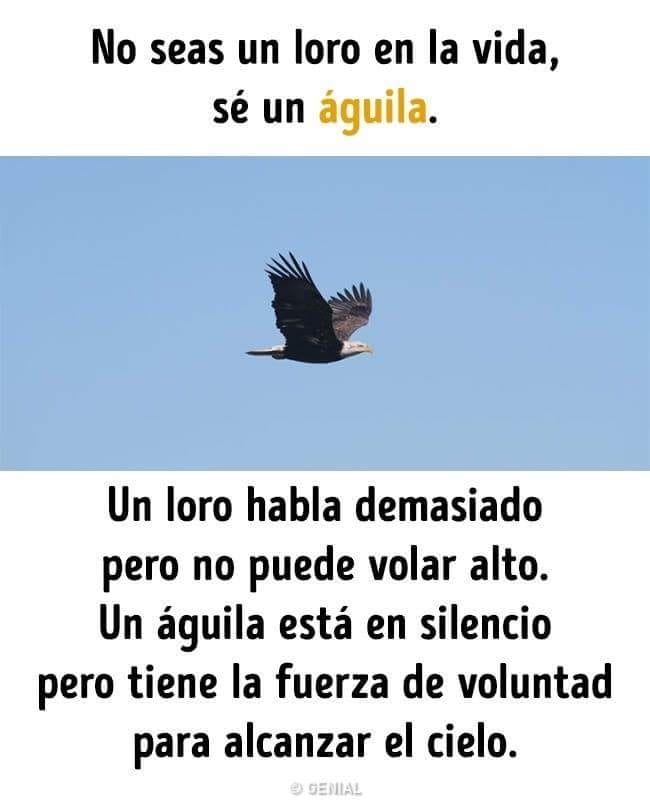 No seas un loro en la vida,
sé un águila.
Un loro habla demasiado
pero no puede volar alto.
Un águila está en silencio
pero tiene la fuerza de voluntad
para alcanzar el cielo.
© GENIAL